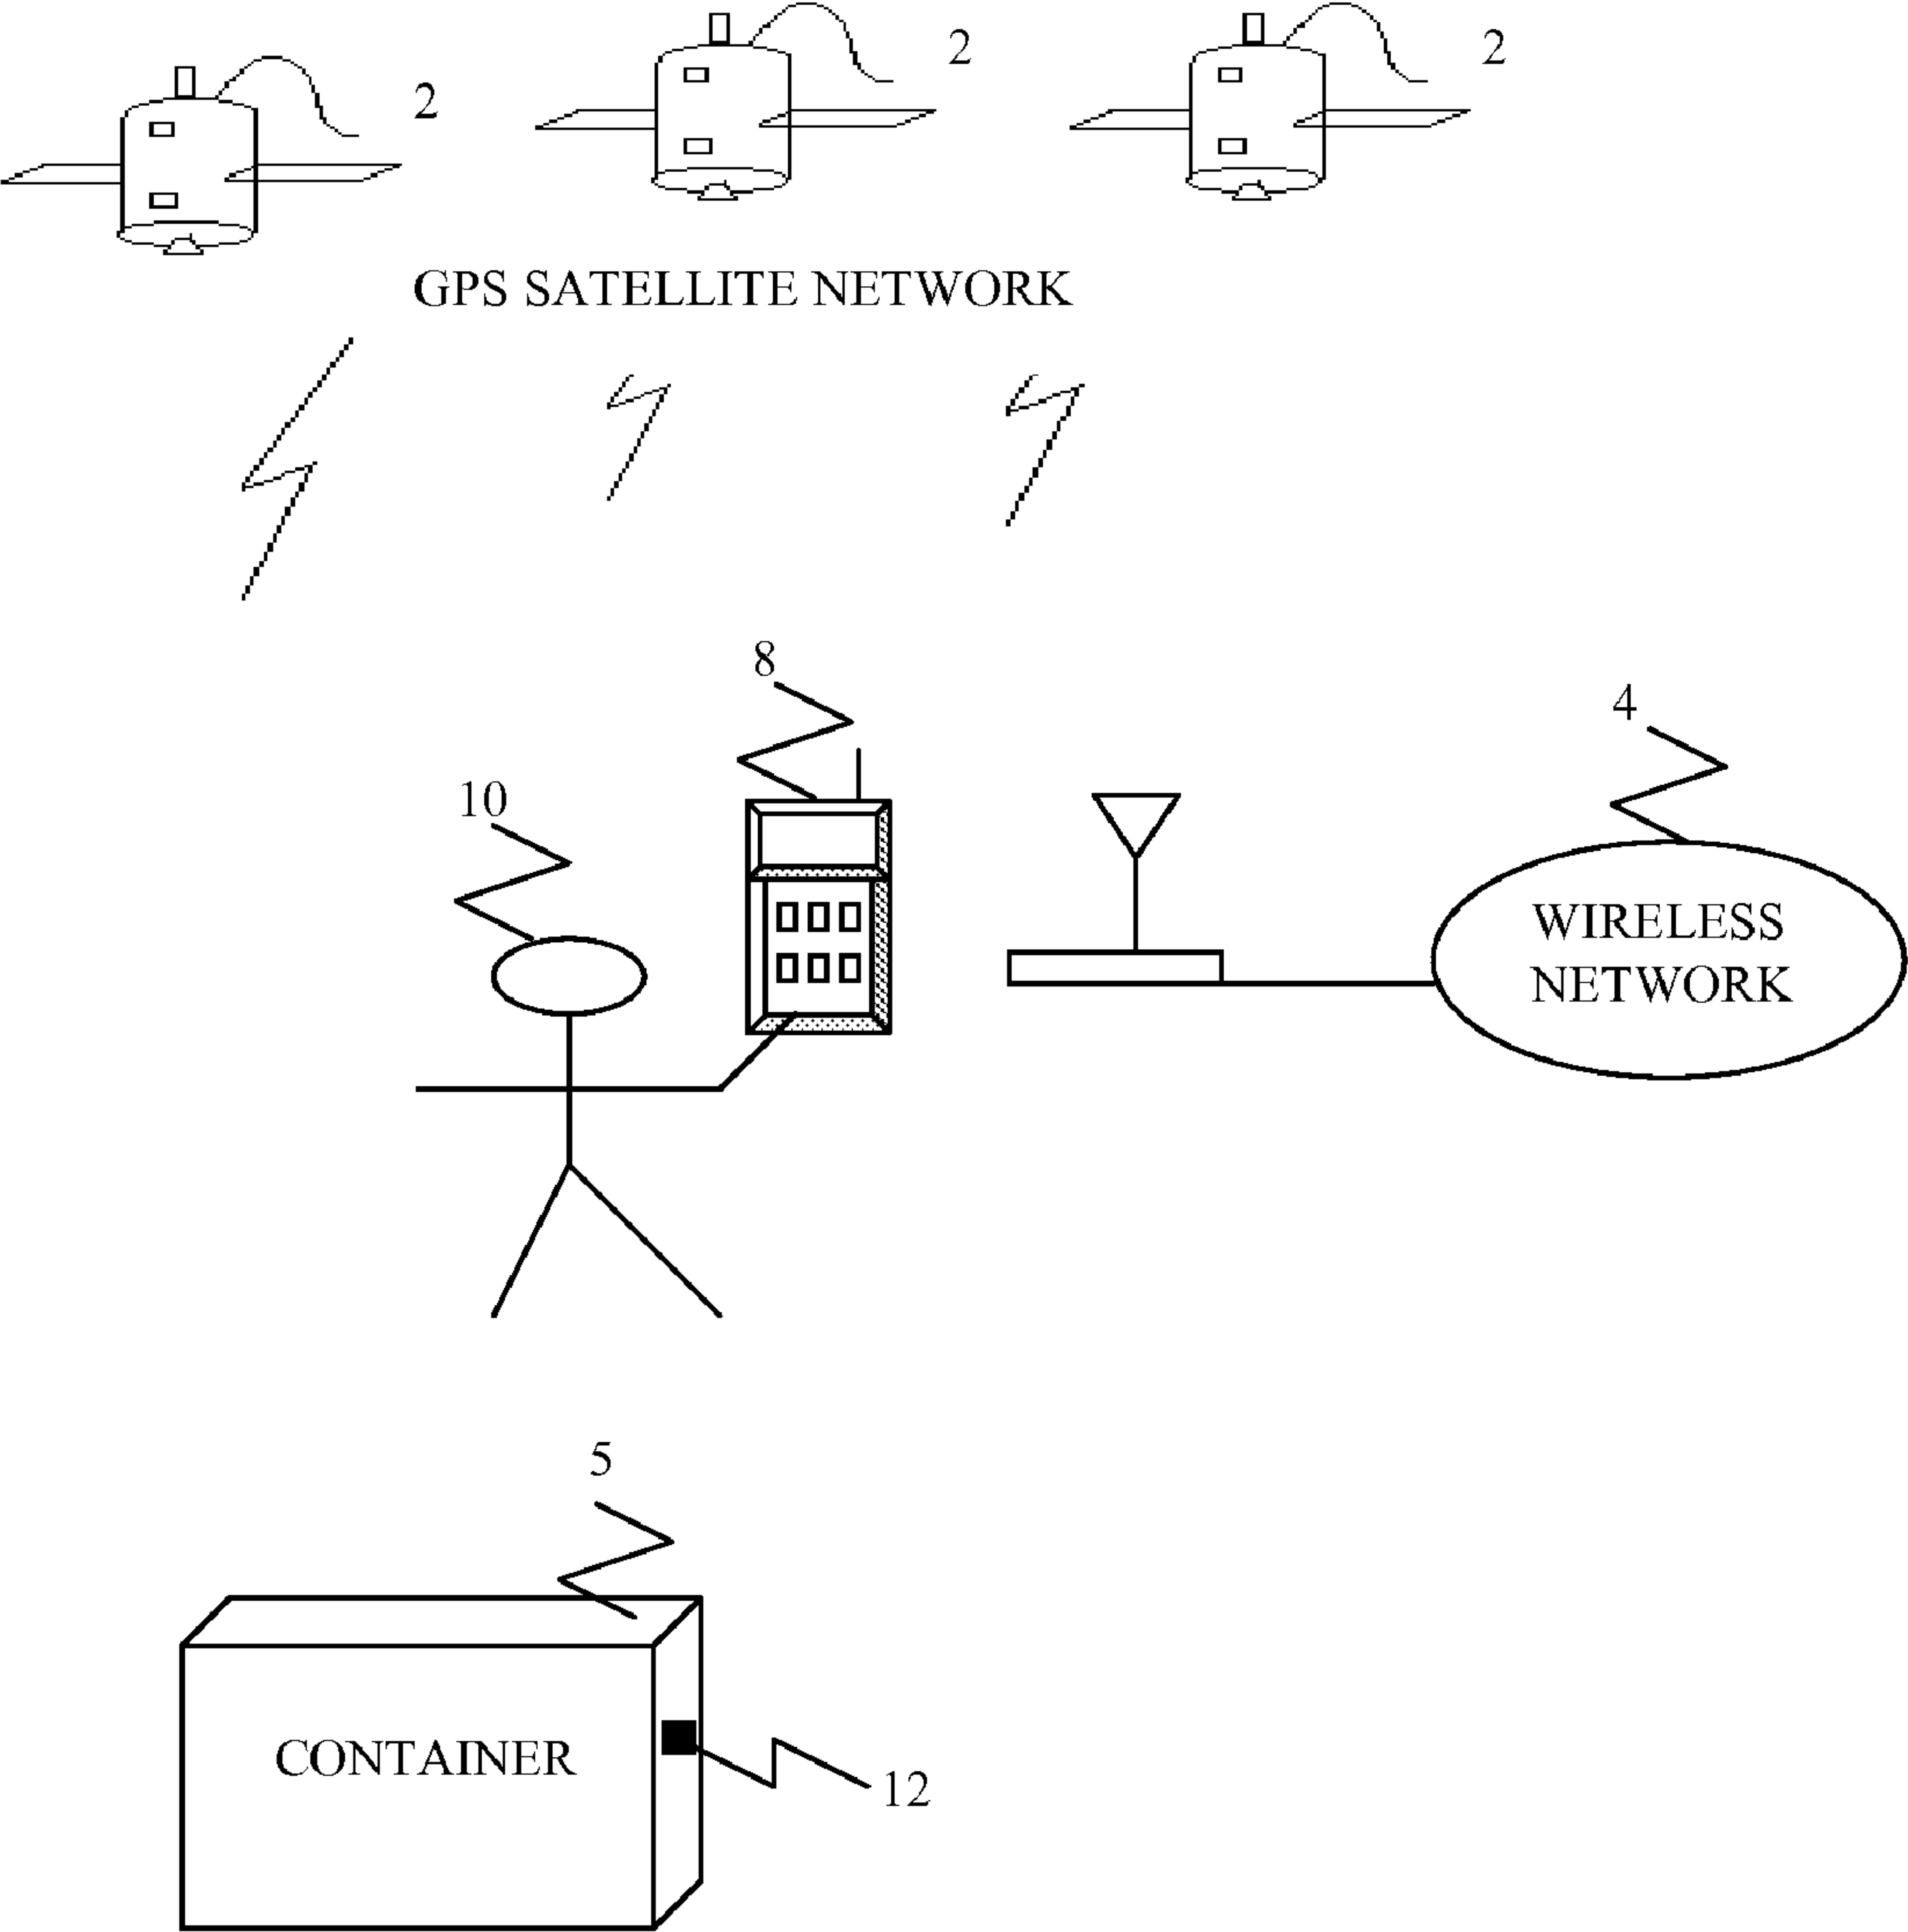 2
2
2
GPS SATELLITE NETWORK
8
4
10
WIRELESS
NETWORK
5
CONTAINER
12